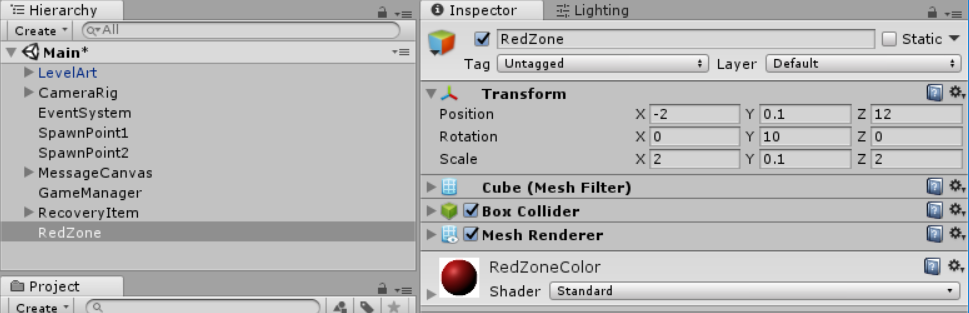 Hierarchy
Create All
Main*
LevelArt
CameraRig
EventSystem
SpawnPoint1
SpawnPoint2
MessageCanvas
GameManager
RecoveryItem
RedZone
Project
Create
Inspector Lighting
RedZone Static
Tag Untagged Layer Default
Transform
Position X -2 Y 0.1 Z 12
Rotation X 0 Y 10 Z 0
Scale X 2 Y 0.1 Z 2
Cube (Mesh Filter)
Box Collider
Mesh Renderer
RedZoneColor
Shader Standard